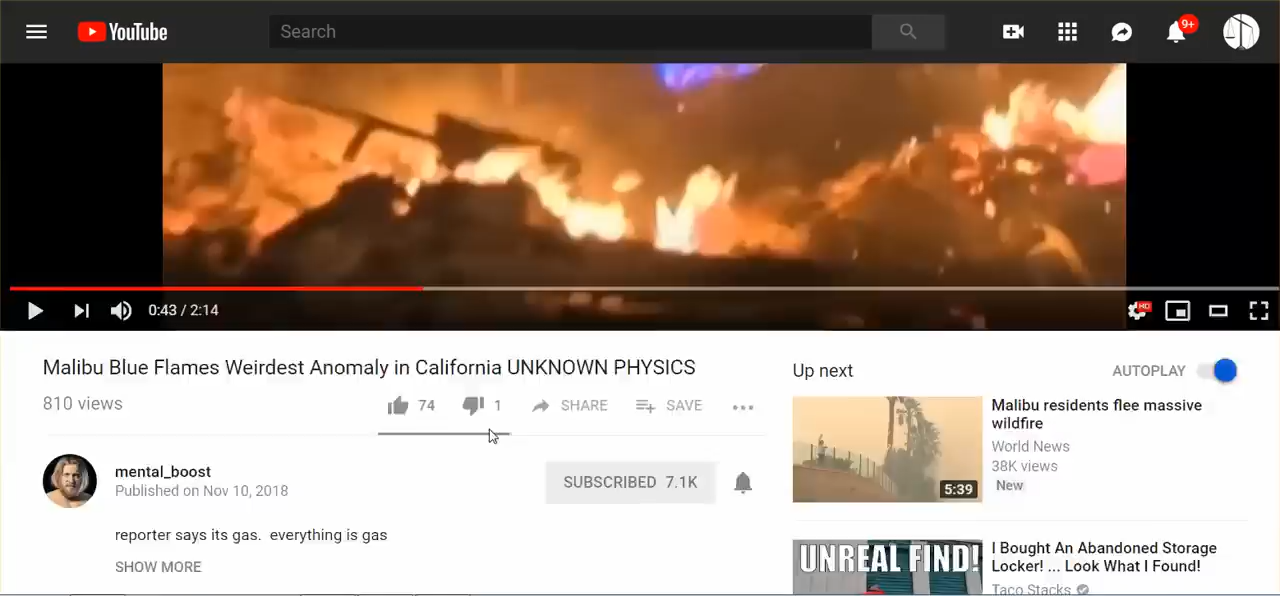 YouTube
Search
9+
HD
0:43 / 2:14
Malibu Blue Flames Weirdest Anomaly in California UNKNOWN PHYSICS
810 views
74
1
SHARE
SAVE
mental_boost
Published on Nov 10, 2018
SUBSCRIBED 7.1K
reporter says its gas. everything is gas
SHOW MORE
Up next
AUTOPLAY
5:39
Malibu residents flee massive
wildfire
World News
38K views
New
UNREAL FIND!
I Bought An Abandoned Storage
Locker! ... Look What I Found!
Taco Stacks